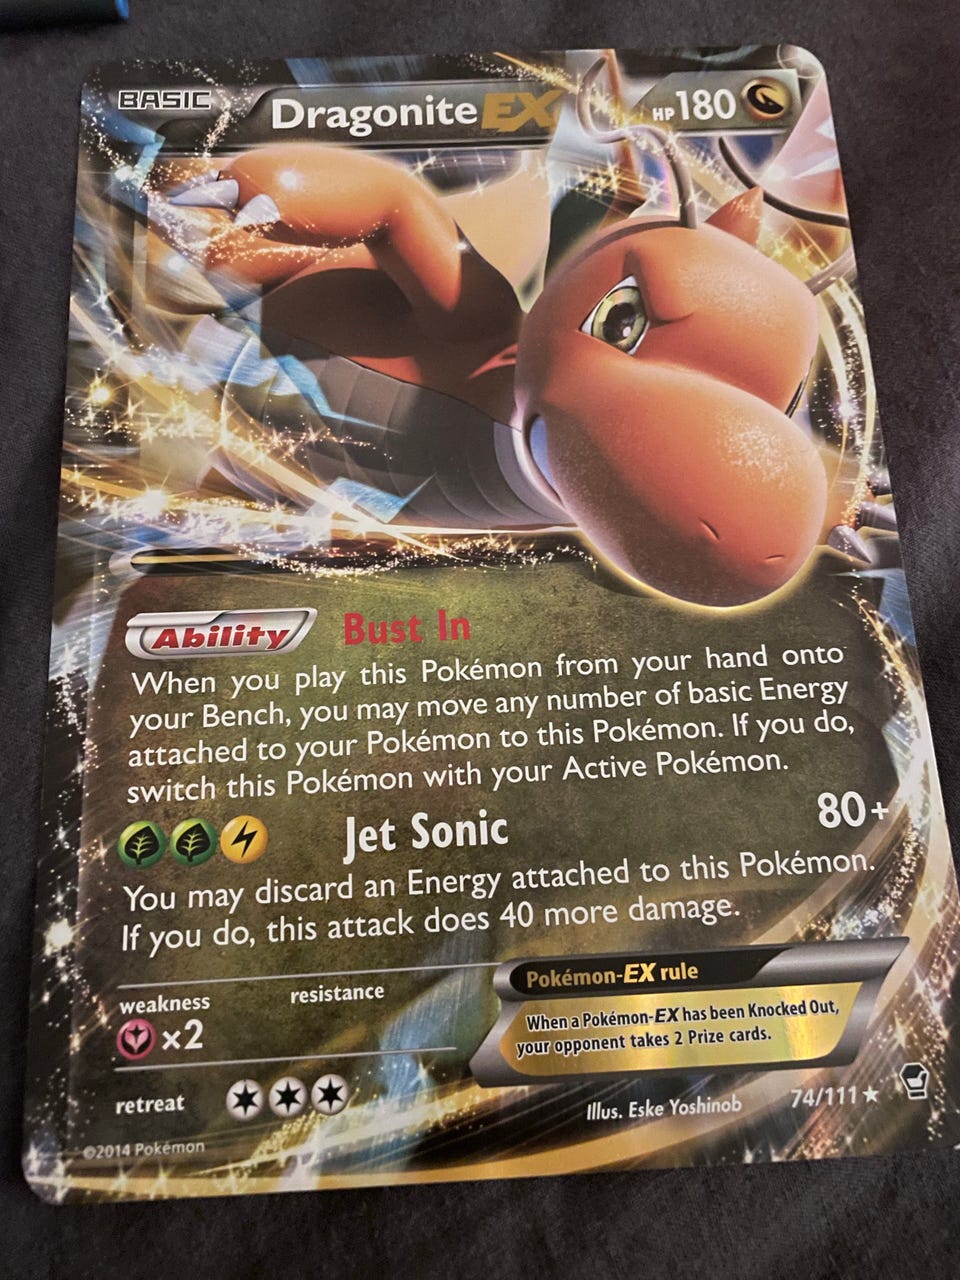 BASIC
Dragonite EX
HP 180
Ability Bust In
When you play this Pokémon from your hand onto
your Bench, you may move any number of basic Energy
attached to your Pokémon to this Pokémon. If you do,
switch this Pokémon with your Active Pokémon.
Jet Sonic 80+
You may discard an Energy attached to this Pokémon.
If you do, this attack does 40 more damage.
weakness resistance
×2
Pokémon-EX rule
When a Pokémon-EX has been Knocked Out,
your opponent takes 2 Prize cards.
retreat
Illus. Eske Yoshinob 74/111
©2014 Pokémon